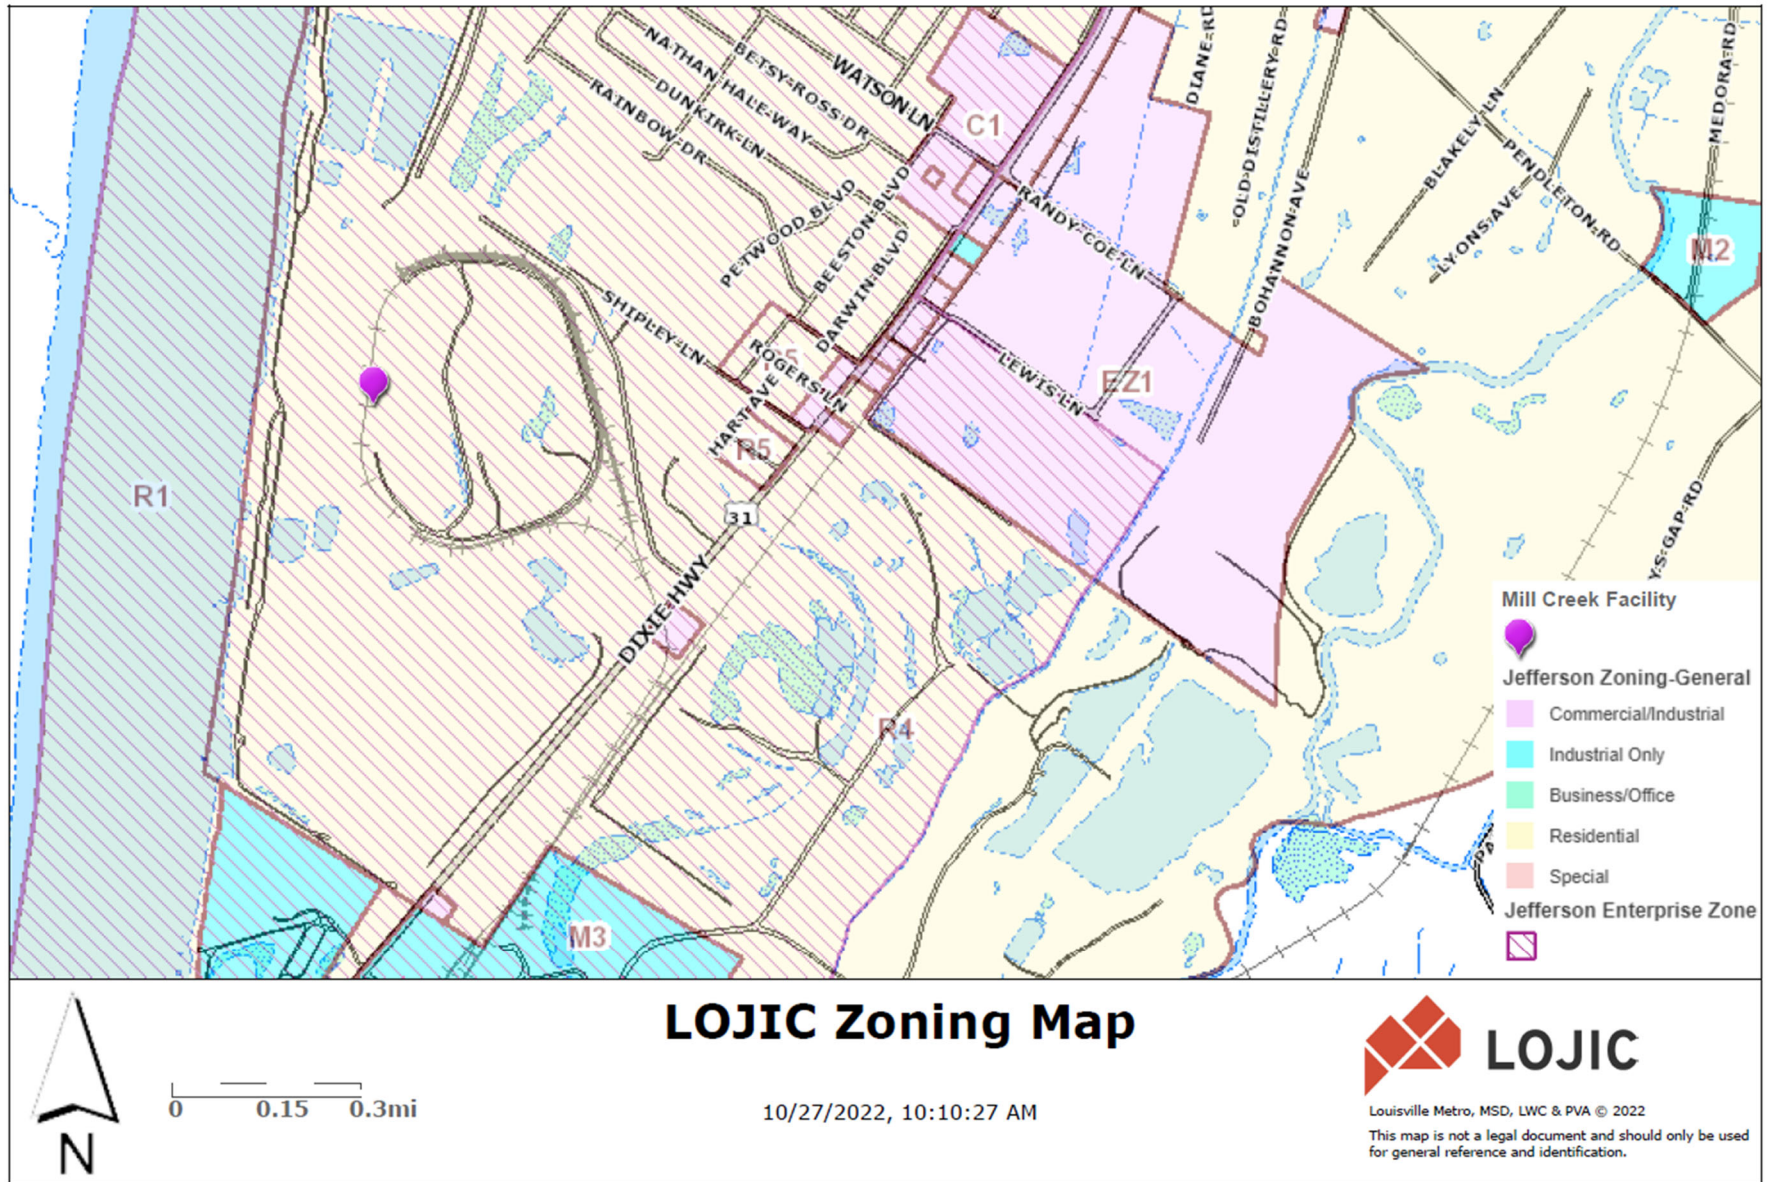 NATHAN HALE WAY
BETSY ROSS DR
WATSON LN
DIANE RD
OLD DISTILLERY RD
MEDORA RD
DUNKIRK LN
RAINBOW DR
C1
BLAKELY LN
PENDLETON RD
LYONS AVE
BOHANNON AVE
RANDY COE LN
PETWOOD BLVD
BEESTON BLVD
DARWIN BLVD
M2
SHIPLEY LN
ROGERS LN
HART AVE
LEWIS LN
EZ1
R5
R1
31
DIXIE HWY
R4
M3
Mill Creek Facility
Jefferson Zoning-General
Commercial/Industrial
Industrial Only
Business/Office
Residential
Special
Jefferson Enterprise Zone
LOJIC Zoning Map
10/27/2022, 10:10:27 AM
N
0 0.15 0.3mi
LOJIC
Louisville Metro, MSD, LWC & PVA © 2022
This map is not a legal document and should only be used
for general reference and identification.